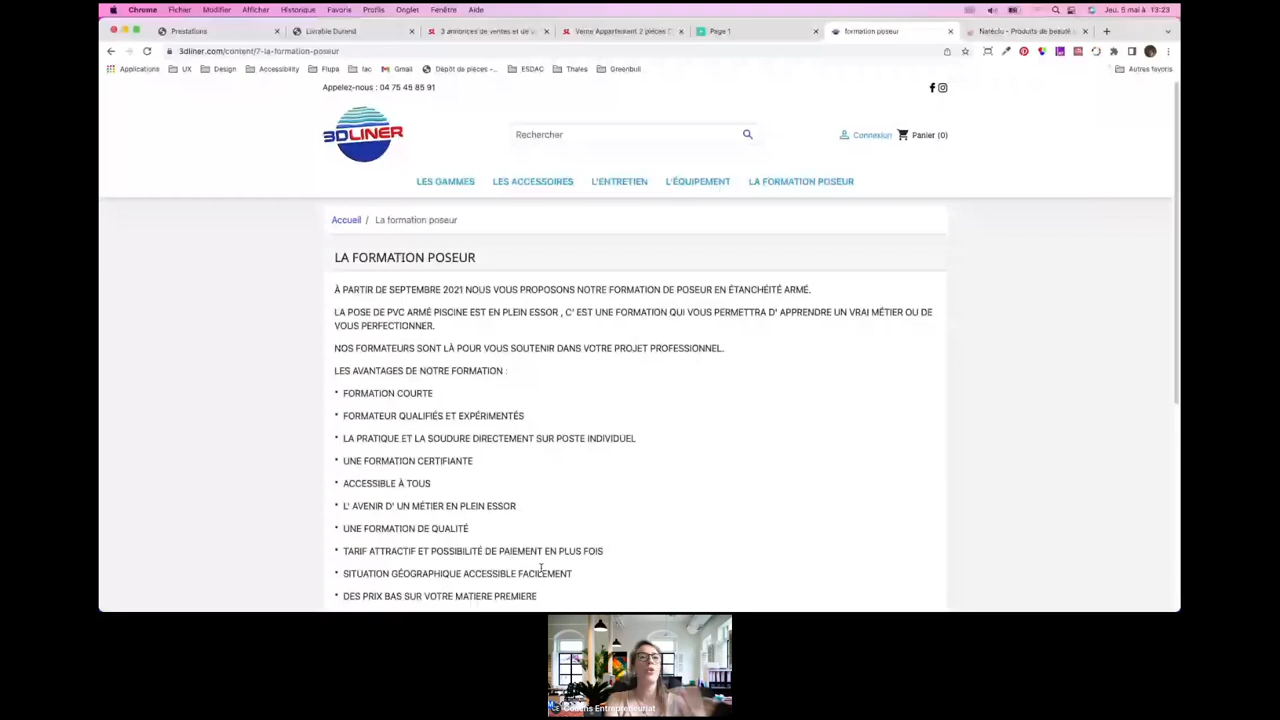 Chrome Fichier Modifier Afficher Historique Favoris Profils Onglet Fenêtre Aide Jeu. 5 mai à 13:23
Prestations Livrable Durand 3 annonces de ventes et de Vente Appartement 2 pièces Page 1 formation poseur Natéclo - Produits de beauté
3dliner.com/content/7-la-formation-poseur
Applications UX Design Accessibility Flupa fac Gmail Dépôt de pièces -... ESDAC Thales Greenbull Autres favoris
Appelez-nous : 04 75 45 85 91
3DLINER
Rechercher
Connexion Panier (0)
LES GAMMES LES ACCESSOIRES L'ENTRETIEN L'ÉQUIPEMENT LA FORMATION POSEUR
Accueil / La formation poseur
LA FORMATION POSEUR
À PARTIR DE SEPTEMBRE 2021 NOUS VOUS PROPOSONS NOTRE FORMATION DE POSEUR EN ÉTANCHÉITÉ ARMÉ.
LA POSE DE PVC ARMÉ PISCINE EST EN PLEIN ESSOR , C' EST UNE FORMATION QUI VOUS PERMETTRA D' APPRENDRE UN VRAI MÉTIER OU DE
VOUS PERFECTIONNER.
NOS FORMATEURS SONT LÀ POUR VOUS SOUTENIR DANS VOTRE PROJET PROFESSIONNEL.
LES AVANTAGES DE NOTRE FORMATION :
• FORMATION COURTE
• FORMATEUR QUALIFIÉS ET EXPÉRIMENTÉS
• LA PRATIQUE ET LA SOUDURE DIRECTEMENT SUR POSTE INDIVIDUEL
• UNE FORMATION CERTIFIANTE
• ACCESSIBLE À TOUS
• L' AVENIR D' UN MÉTIER EN PLEIN ESSOR
• UNE FORMATION DE QUALITÉ
• TARIF ATTRACTIF ET POSSIBILITÉ DE PAIEMENT EN PLUS FOIS
• SITUATION GÉOGRAPHIQUE ACCESSIBLE FACILEMENT
• DES PRIX BAS SUR VOTRE MATIERE PREMIERE
Entrepreneuriat